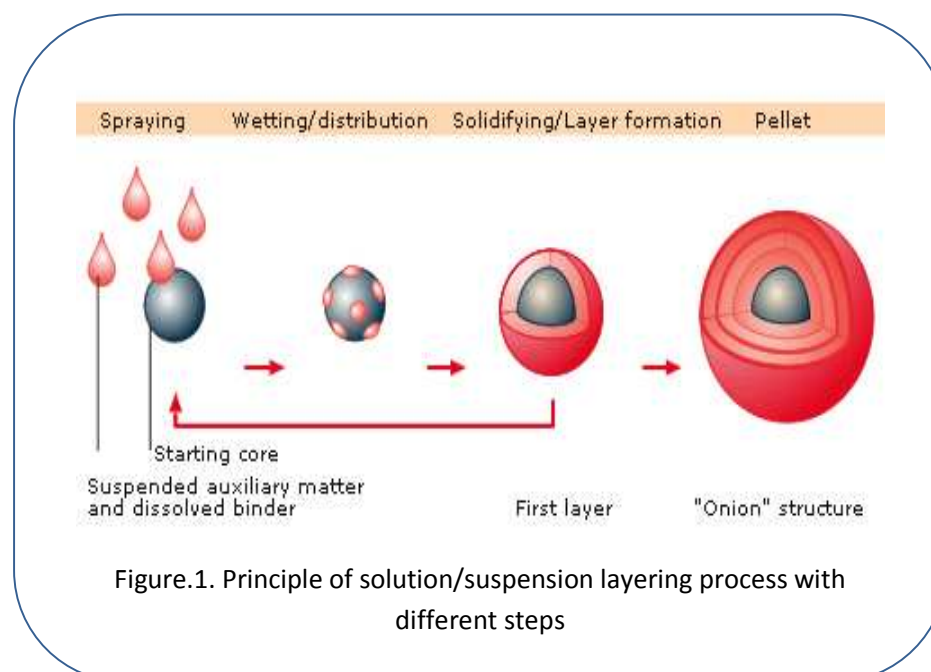 Spraying Wetting/distribution Solidifying/Layer formation Pellet
Starting core
Suspended auxiliary matter
and dissolved binder
First layer
"Onion" structure
Figure.1. Principle of solution/suspension layering process with
different steps